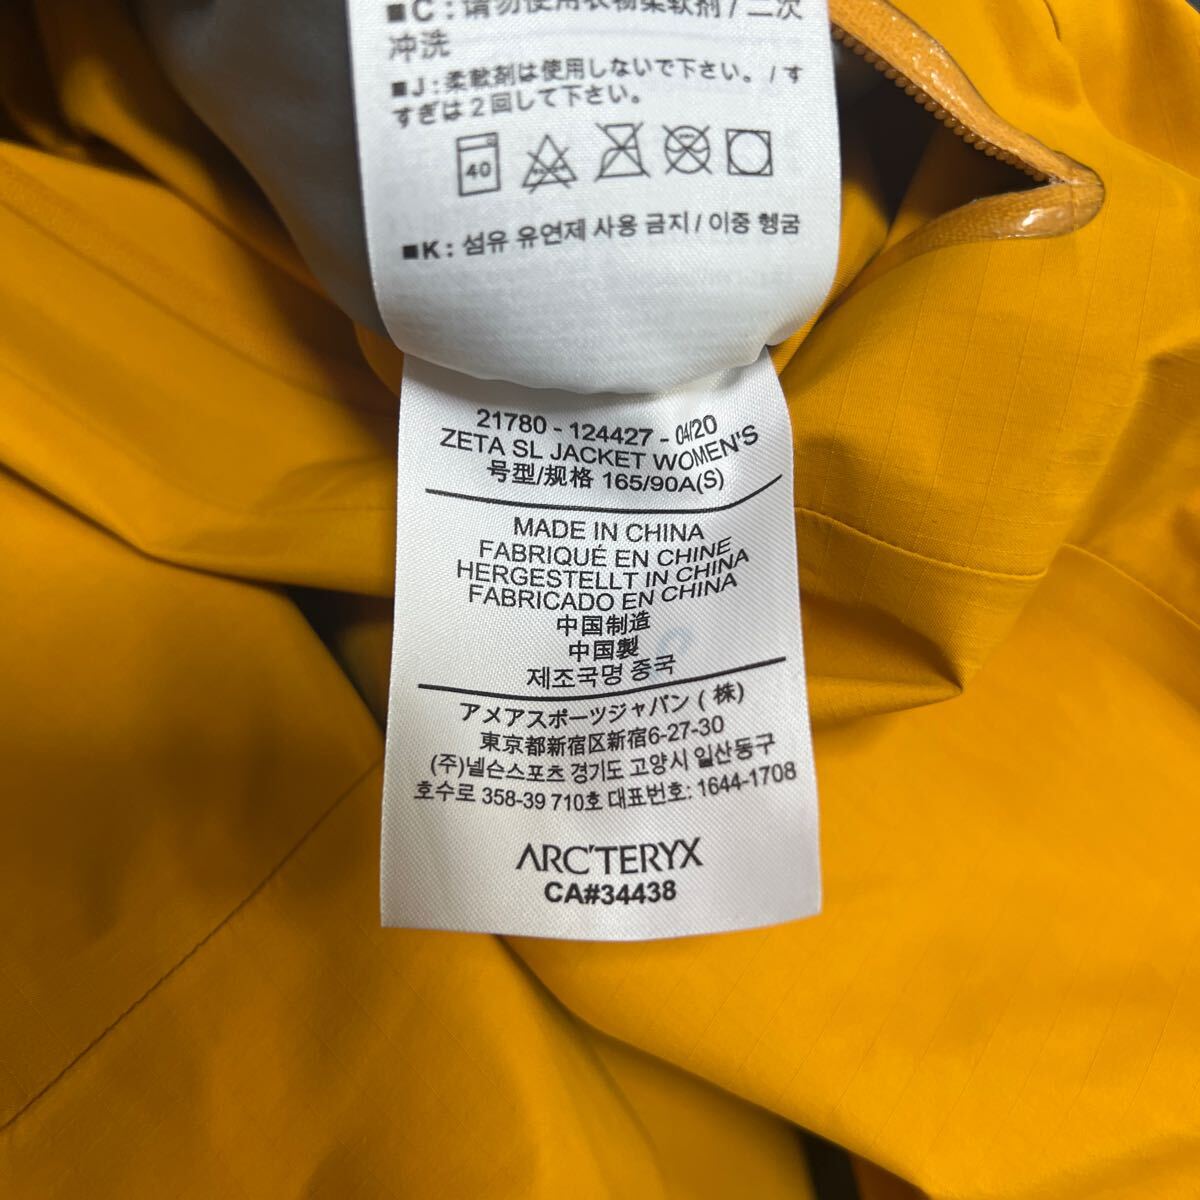 ■C：请勿使用衣物柔软剂 / 二次
冲洗
■J：柔軟剤は使用しないで下さい。/ す
すぎは2回して下さい。
40
■K : 섬유 유연제 사용 금지 / 이중 헹굼
21780 - 124427 - 04/20
ZETA SL JACKET WOMEN'S
号型/规格 165/90A(S)
MADE IN CHINA
FABRIQUÉ EN CHINE
HERGESTELLT IN CHINA
FABRICADO EN CHINA
中国制造
中国製
제조국명 중국
アメアスポーツジャパン (株)
東京都新宿区新宿6-27-30
(주)넬슨스포츠 경기도 고양시 일산동구
호수로 358-39 710호 대표번호: 1644-1708
ARC'TERYX
CA#34438